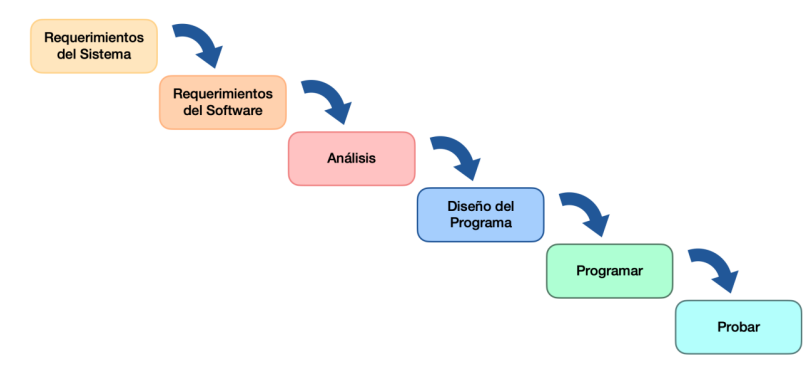 Requerimientos
del Sistema
Requerimientos
del Software
Análisis
Diseño del
Programa
Programar
Probar